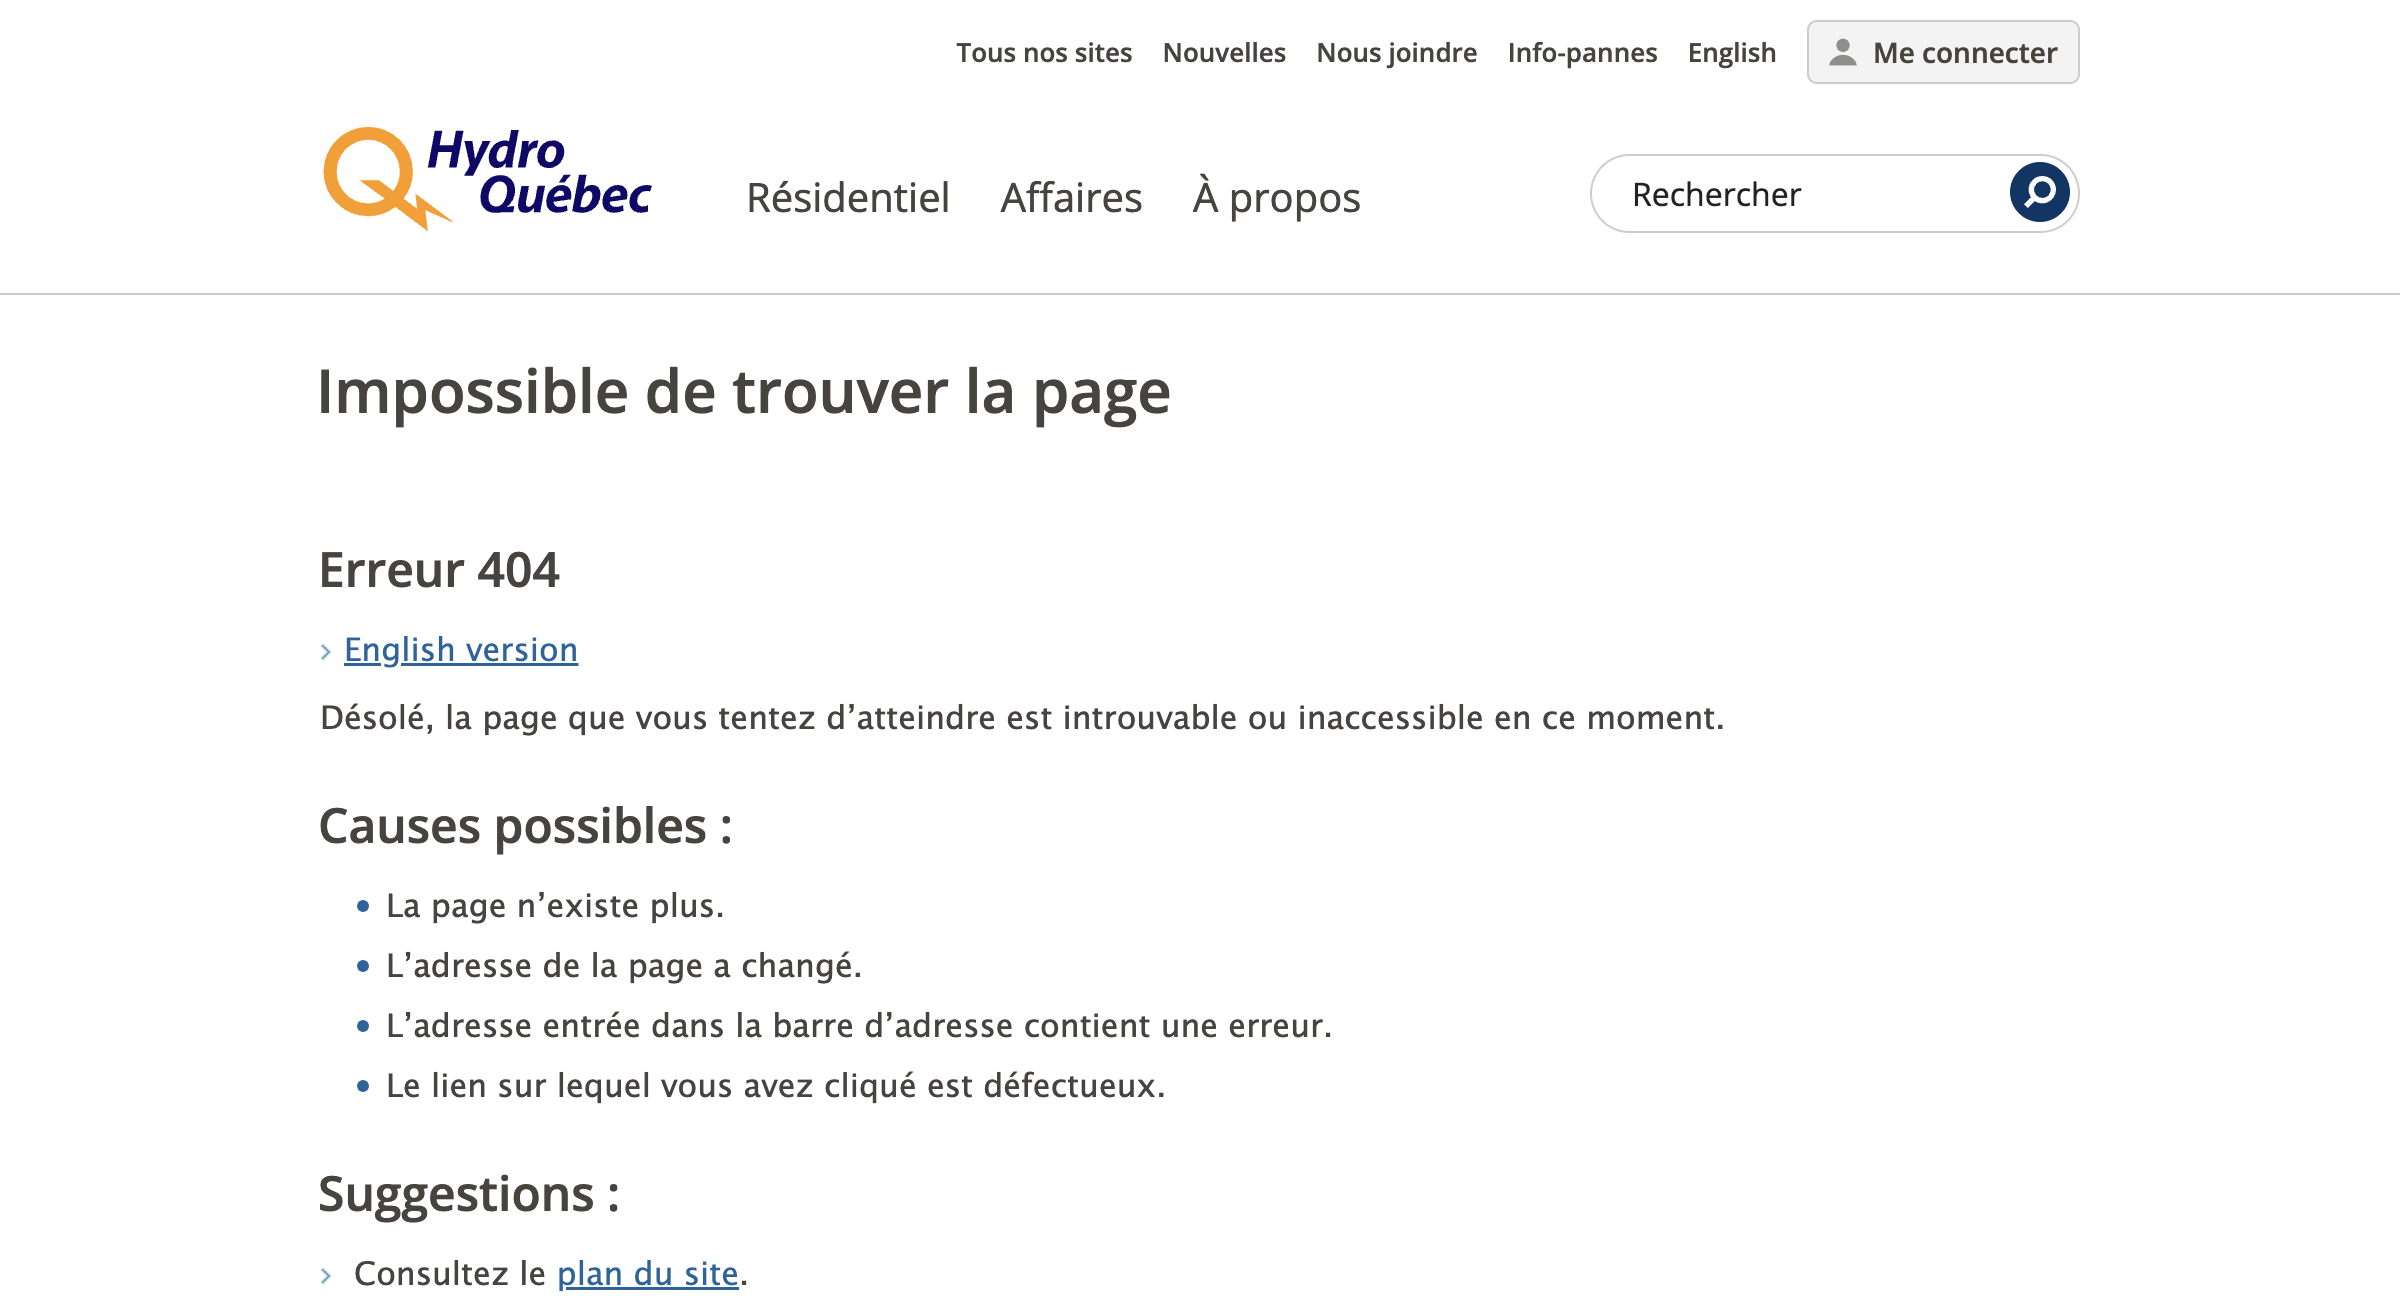 Tous nos sites Nouvelles Nous joindre Info-pannes English Me connecter
Hydro
Québec
Résidentiel Affaires À propos
Rechercher
Impossible de trouver la page
Erreur 404
English version
Désolé, la page que vous tentez d’atteindre est introuvable ou inaccessible en ce moment.
Causes possibles :
La page n’existe plus.
L’adresse de la page a changé.
L’adresse entrée dans la barre d’adresse contient une erreur.
Le lien sur lequel vous avez cliqué est défectueux.
Suggestions :
Consultez le plan du site.